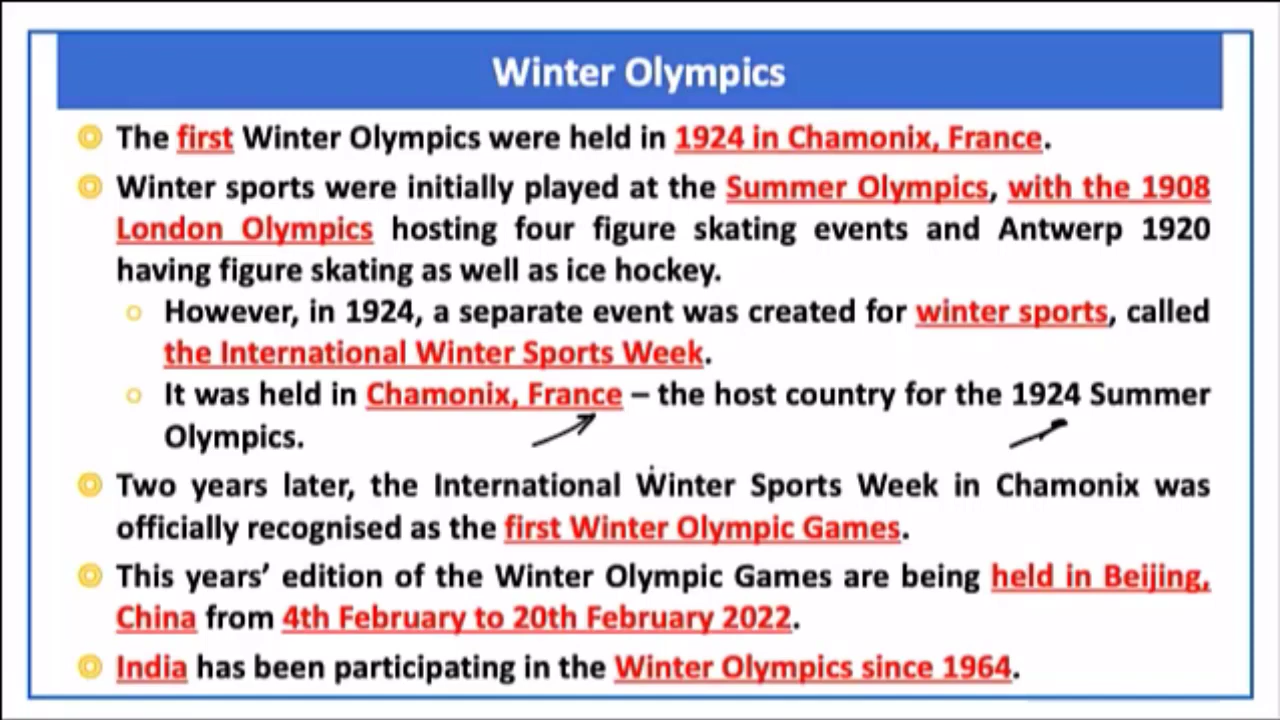 Winter Olympics
The first Winter Olympics were held in 1924 in Chamonix, France.
Winter sports were initially played at the Summer Olympics, with the 1908
London Olympics hosting four figure skating events and Antwerp 1920
having figure skating as well as ice hockey.
However, in 1924, a separate event was created for winter sports, called
the International Winter Sports Week.
It was held in Chamonix, France – the host country for the 1924 Summer
Olympics.
Two years later, the International Winter Sports Week in Chamonix was
officially recognised as the first Winter Olympic Games.
This years’ edition of the Winter Olympic Games are being held in Beijing,
China from 4th February to 20th February 2022.
India has been participating in the Winter Olympics since 1964.